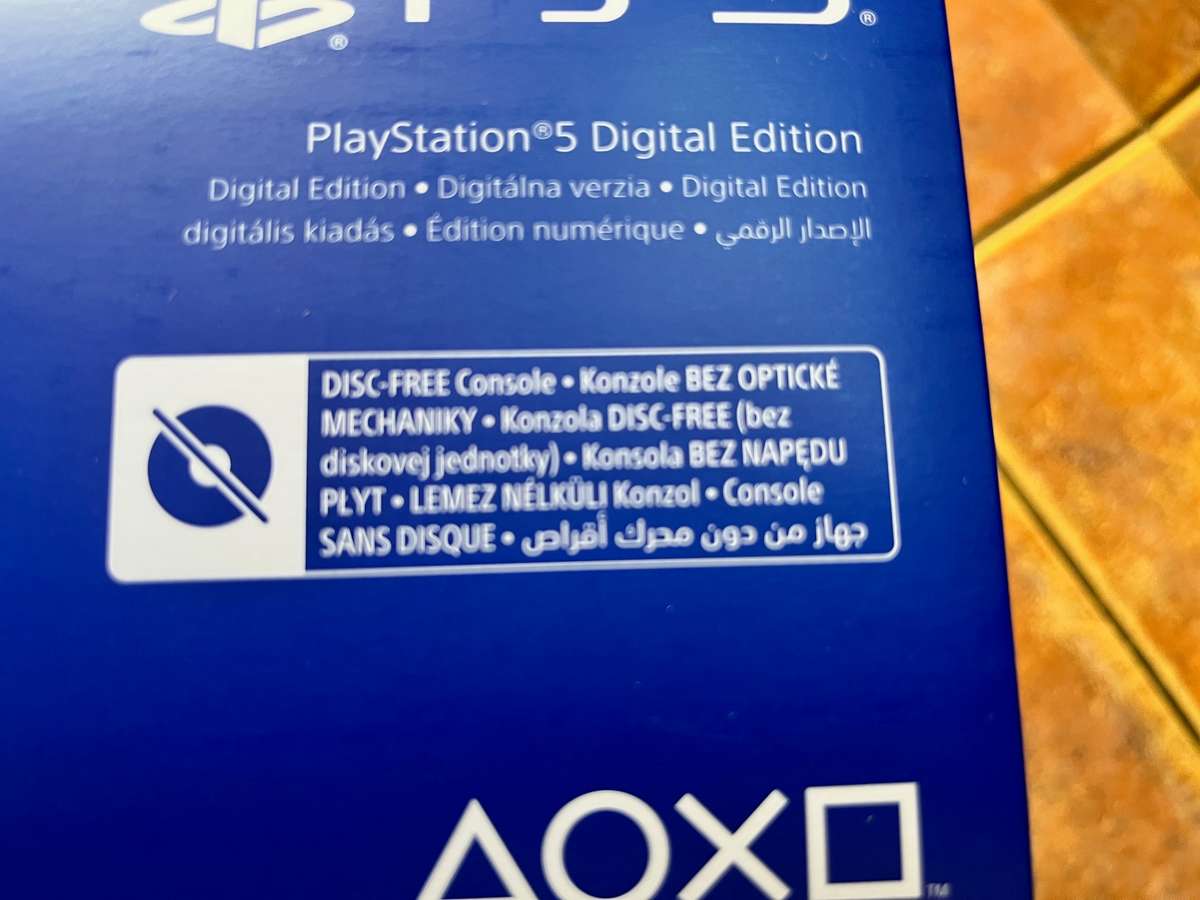 PS5®
®
PlayStation®5 Digital Edition
Digital Edition • Digitálna verzia • Digital Edition
digitális kiadás • Édition numérique • الإصدار الرقمي
DISC-FREE Console • Konzole BEZ OPTICKÉ
MECHANIKY • Konzola DISC-FREE (bez
diskovej jednotky) • Konsola BEZ NAPĘDU
PŁYT • LEMEZ NÉLKÜLI Konzol • Console
SANS DISQUE • جهاز من دون محرك أقراص
TM